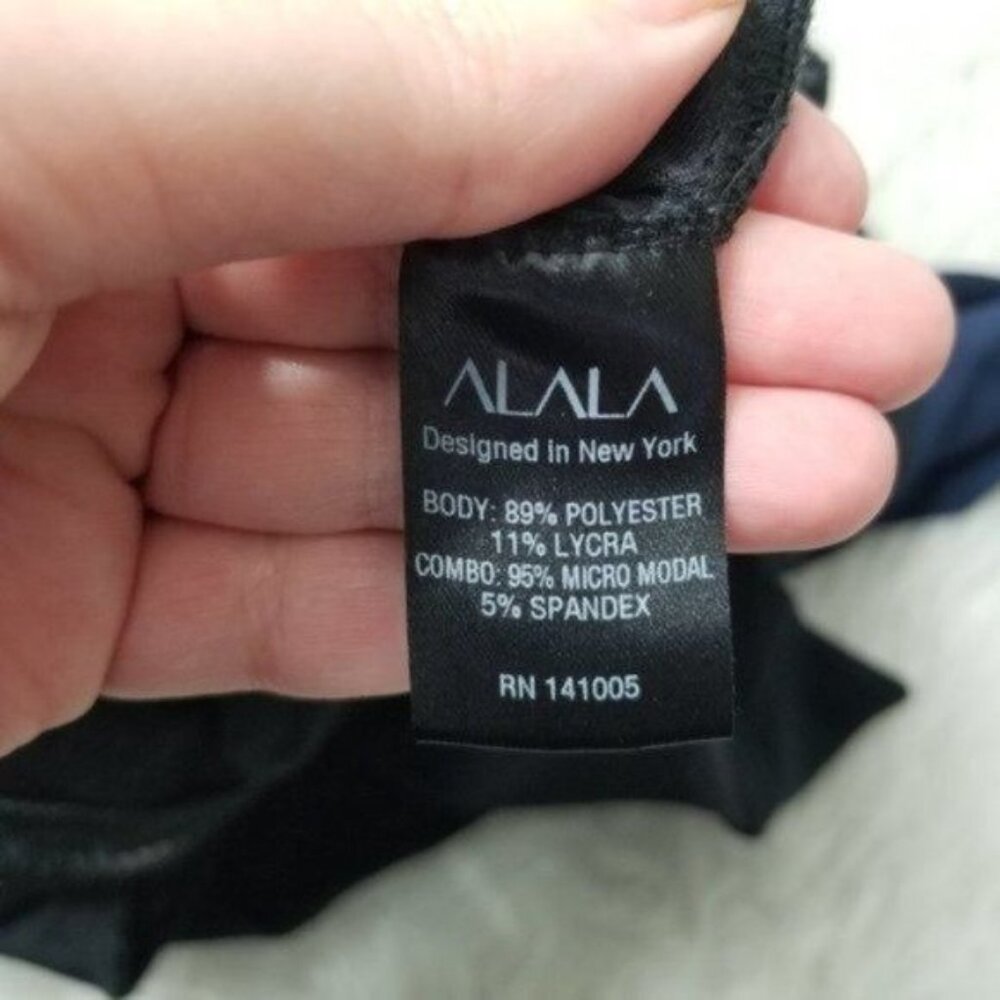 ALALA
Designed in New York
BODY: 89% POLYESTER
11% LYCRA
COMBO: 95% MICRO MODAL
5% SPANDEX
RN 141005